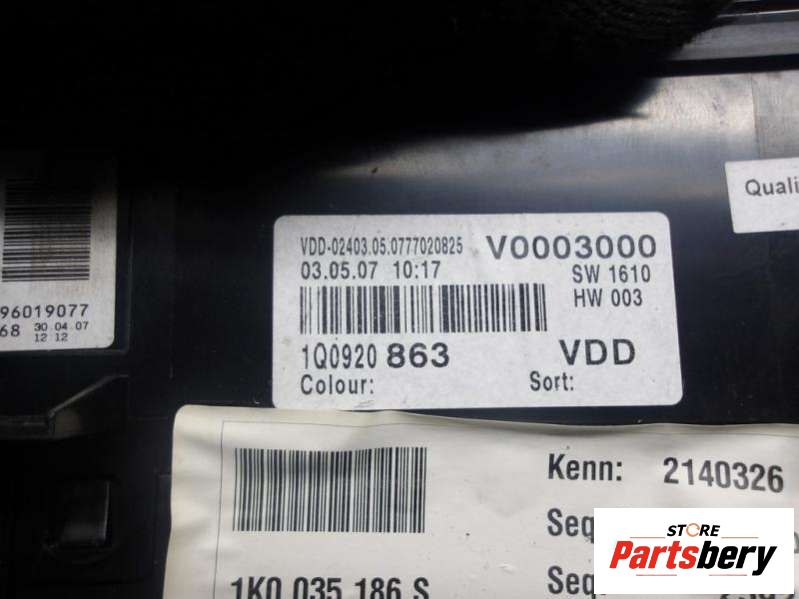 96019077
68 30.04.07
12:12
VDD-02403.05.0777020825 V0003000
03.05.07 10:17 SW 1610
HW 003
1Q0920 863 VDD
Colour: Sort:
Kenn: 2140326
Seq
1K0 035 186 S
Seq
STORE
Partsbery